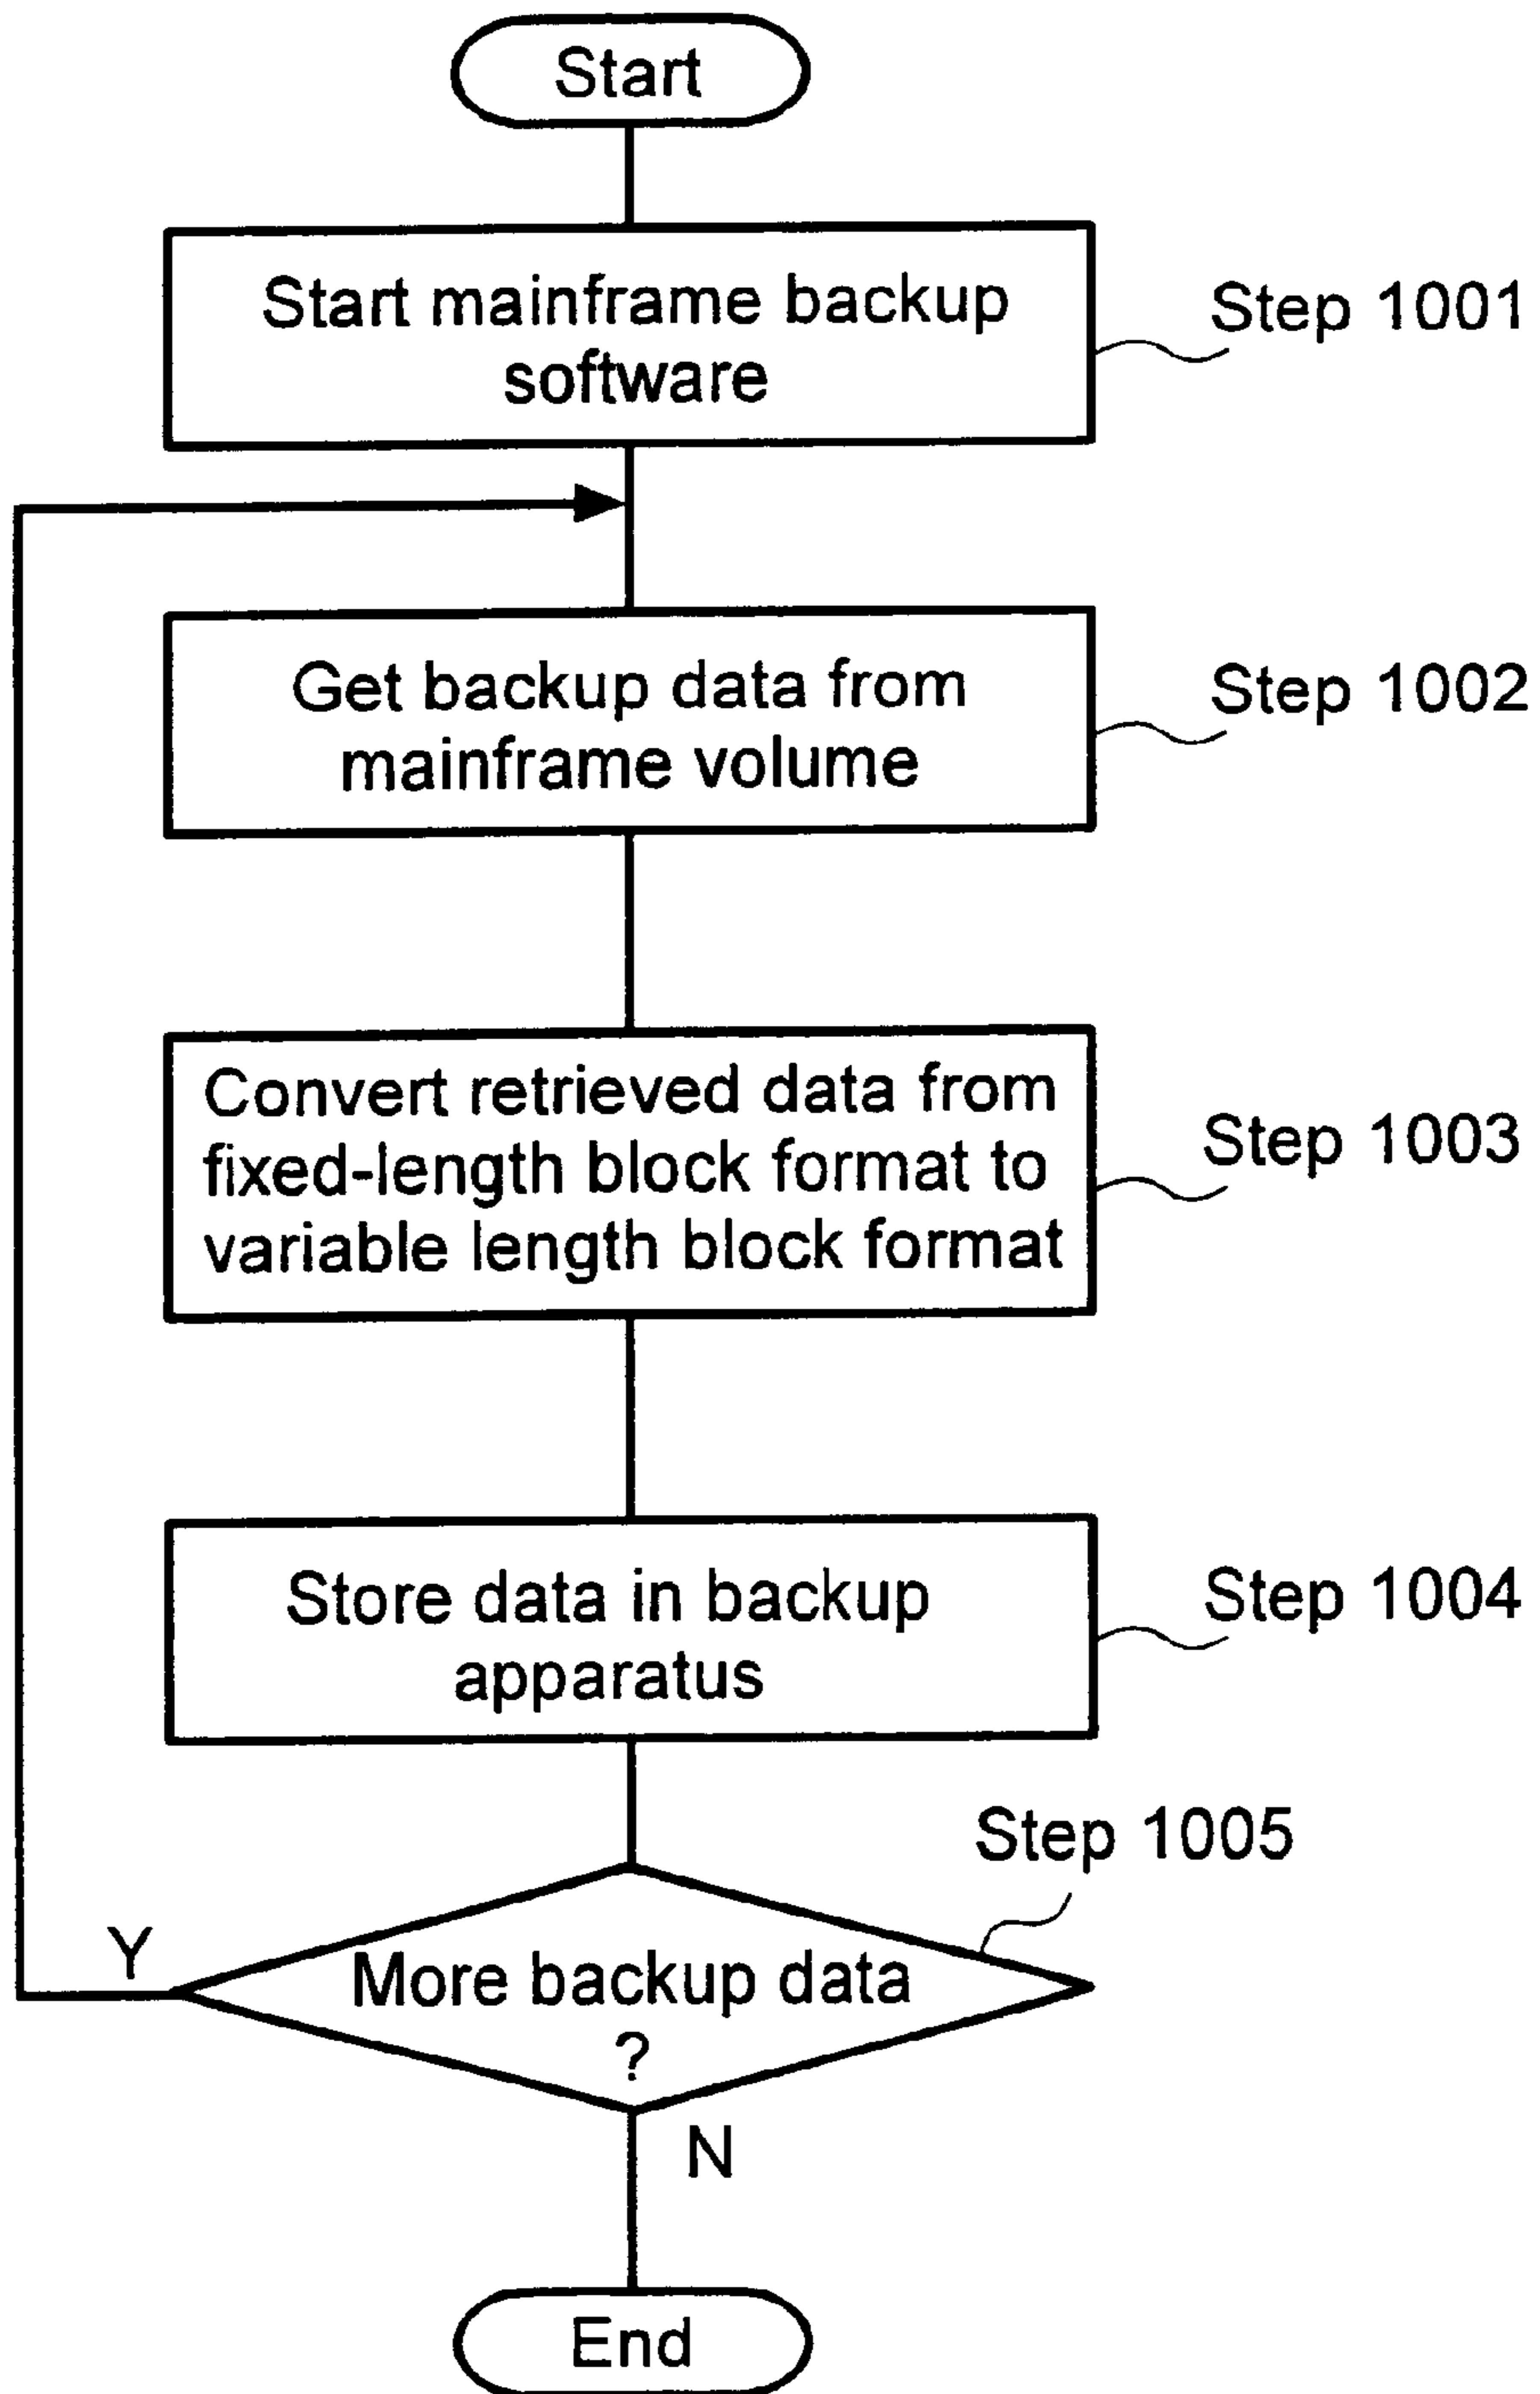 Start
Start mainframe backup
software
Step 1001
Get backup data from
mainframe volume
Step 1002
Convert retrieved data from
fixed-length block format to
variable length block format
Step 1003
Store data in backup
apparatus
Step 1004
Step 1005
Y
More backup data
?
N
End